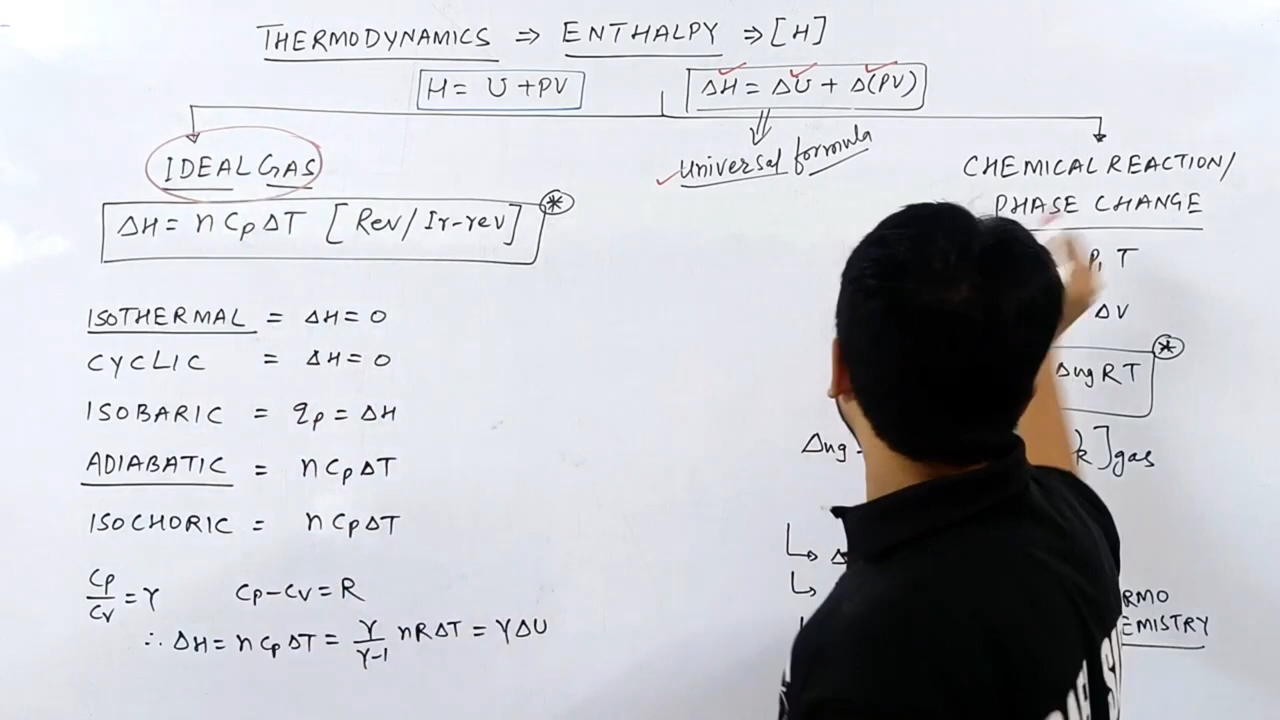 THERMODYNAMICS ⇒ ENTHALPY ⇒ [H]
H = U + PV
ΔH = ΔU + Δ(PV)
Universal formula
IDEAL GAS
ΔH = nCpΔT [Rev/Ir-rev] *
ISOTHERMAL = ΔH = 0
CYCLIC = ΔH = 0
ISOBARIC = qp = ΔH
ADIABATIC = nCpΔT
ISOCHORIC = nCpΔT
Cp/Cv = γ Cp-Cv = R
∴ ΔH = nCpΔT = γ/γ-1 nRΔT = γΔU
CHEMICAL REACTION/
PHASE CHANGE
P, T
ΔV
ΔngRT *
Δng ]gas